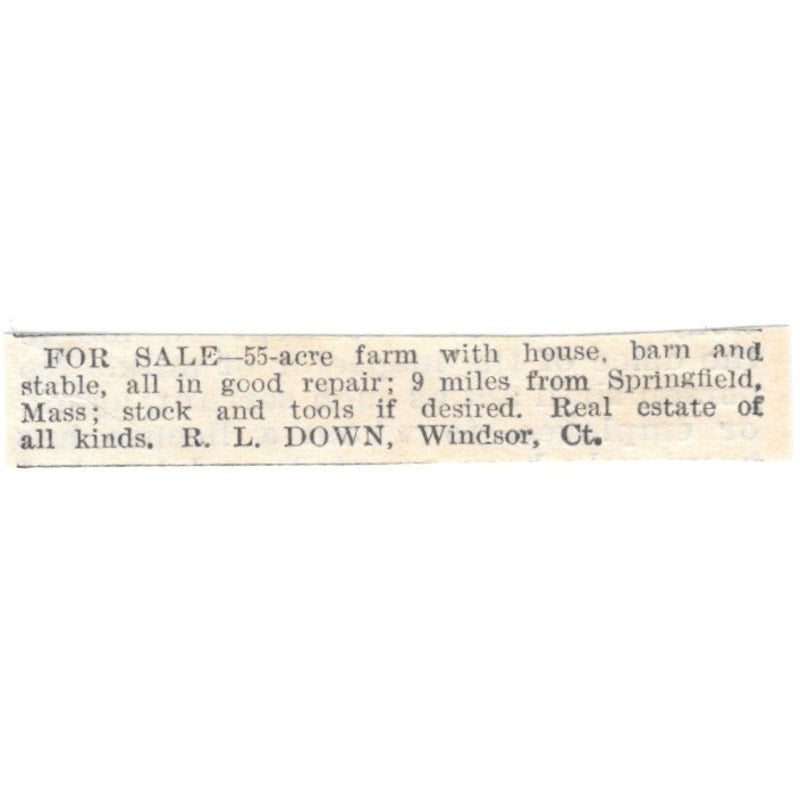 FOR SALE—55-acre farm with house, barn and
stable, all in good repair; 9 miles from Springfield,
Mass; stock and tools if desired. Real estate of
all kinds. R. L. DOWN, Windsor, Ct.